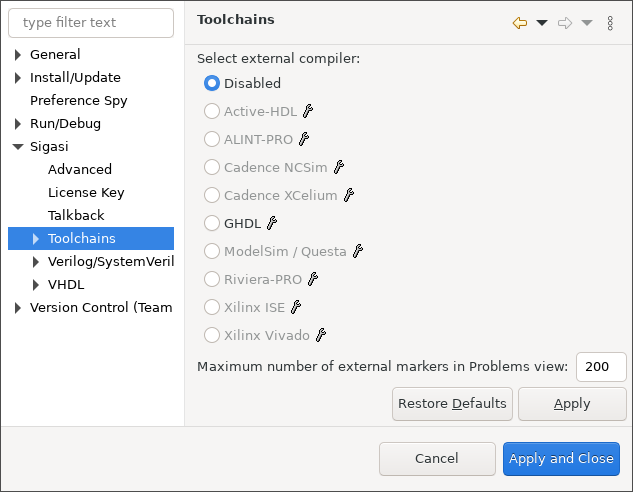 type filter text
General
Install/Update
Preference Spy
Run/Debug
Sigasi
Advanced
License Key
Talkback
Toolchains
Verilog/SystemVeril
VHDL
Version Control (Team
Toolchains
Select external compiler:
Disabled
Active-HDL
ALINT-PRO
Cadence NCSim
Cadence XCelium
GHDL
ModelSim / Questa
Riviera-PRO
Xilinx ISE
Xilinx Vivado
Maximum number of external markers in Problems view: 200
Restore Defaults Apply
Cancel Apply and Close